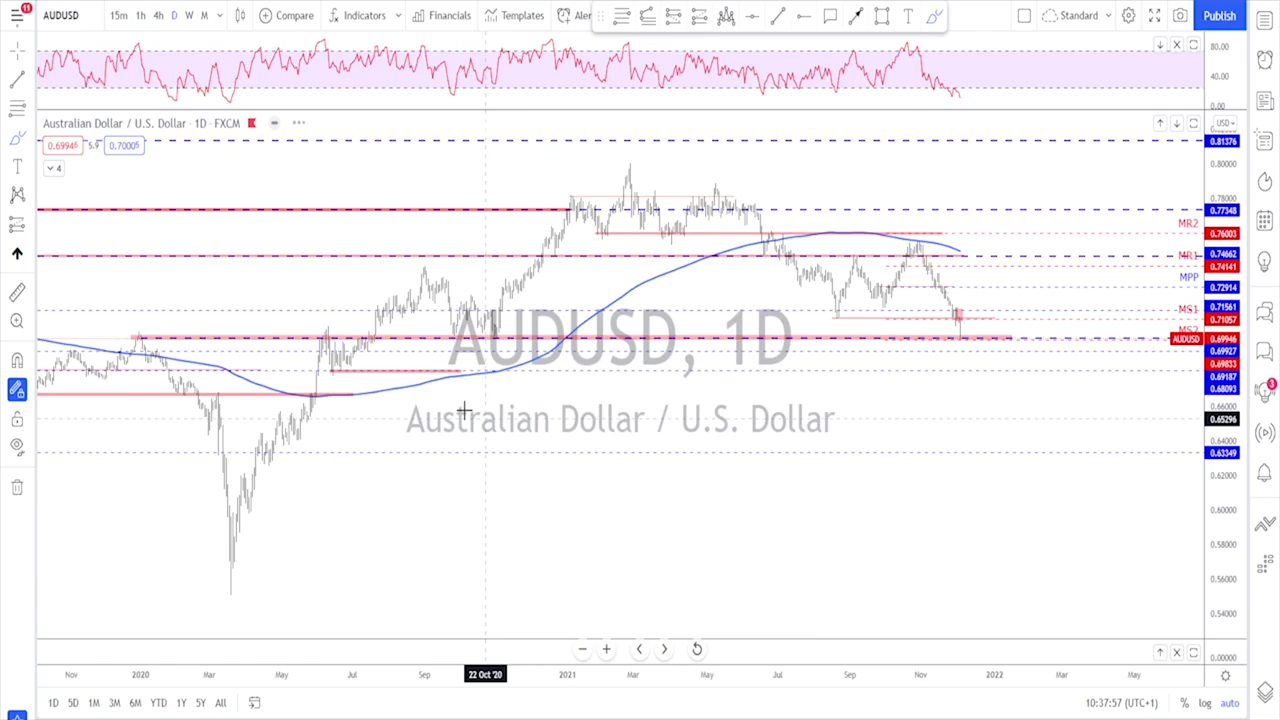 11
AUDUSD 15m 1h 4h D W M Compare Indicators Financials Templates Aler Standard Publish
80.00
40.00
0.00
Australian Dollar / U.S. Dollar · 1D · FXCM
USD
0.6994⁶ 5.9 0.7000⁶
0.81376
4
0.80000
0.78000
0.77348
MR2
0.76003
MR1 0.74662
0.74141
MPP
0.72914
MS1 0.71561
0.71057
MS2
AUDUSD 0.69946
0.69927
0.69833
0.69187
0.68093
0.66000
0.65296
0.64000
0.63349
0.62000
0.60000
0.58000
0.56000
0.54000
0.00000
AUDUSD, 1D
Australian Dollar / U.S. Dollar
3
Nov 2020 Mar May Jul Sep 22 Oct '20 2021 Mar May Jul Sep Nov 2022 Mar May
1D 5D 1M 3M 6M YTD 1Y 5Y All 10:37:57 (UTC+1) % log auto